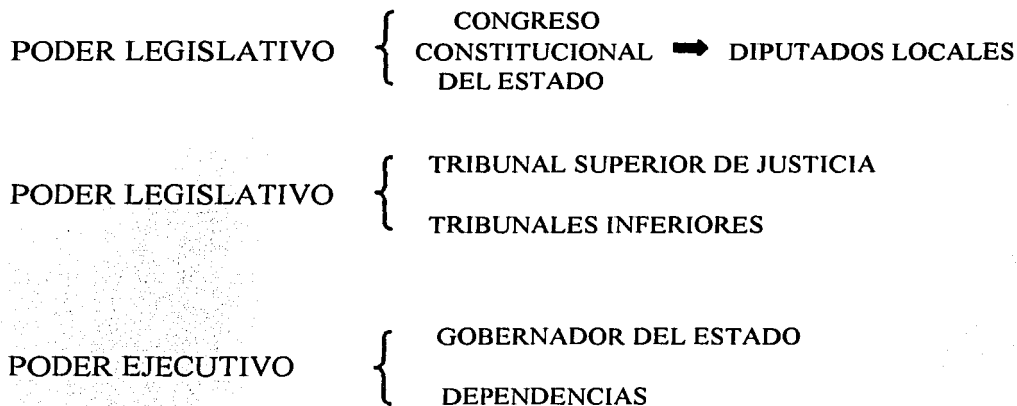 CONGRESO
PODER LEGISLATIVO { CONSTITUCIONAL ➡ DIPUTADOS LOCALES
DEL ESTADO
TRIBUNAL SUPERIOR DE JUSTICIA
PODER LEGISLATIVO {
TRIBUNALES INFERIORES
GOBERNADOR DEL ESTADO
PODER EJECUTIVO {
DEPENDENCIAS